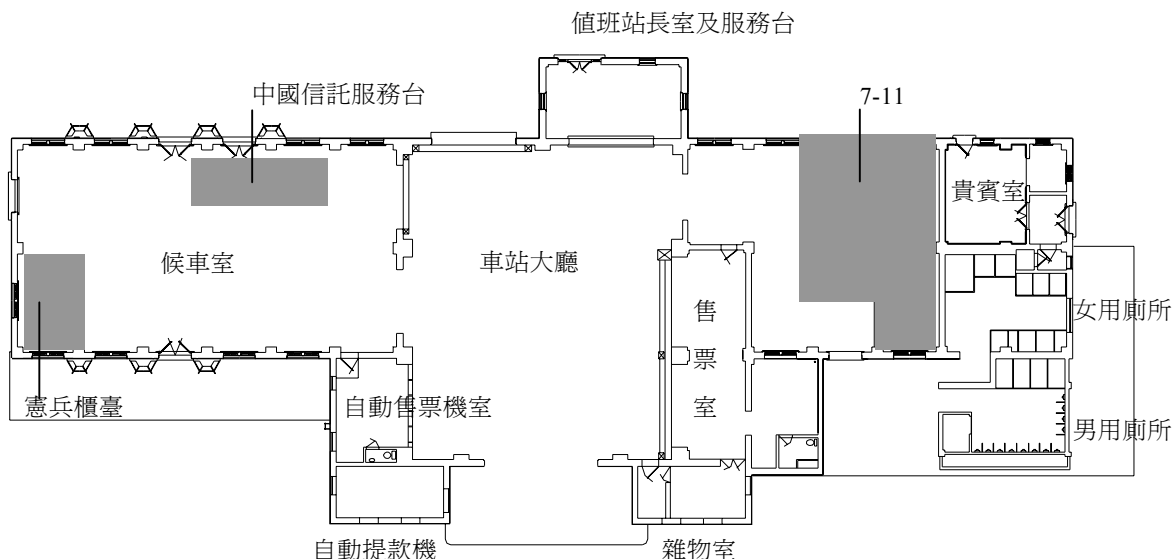 值班站長室及服務台
中國信託服務台
7-11
貴賓室
候車室
車站大廳
售票室
女用廁所
憲兵櫃臺
自動售票機室
男用廁所
自動提款機
雜物室